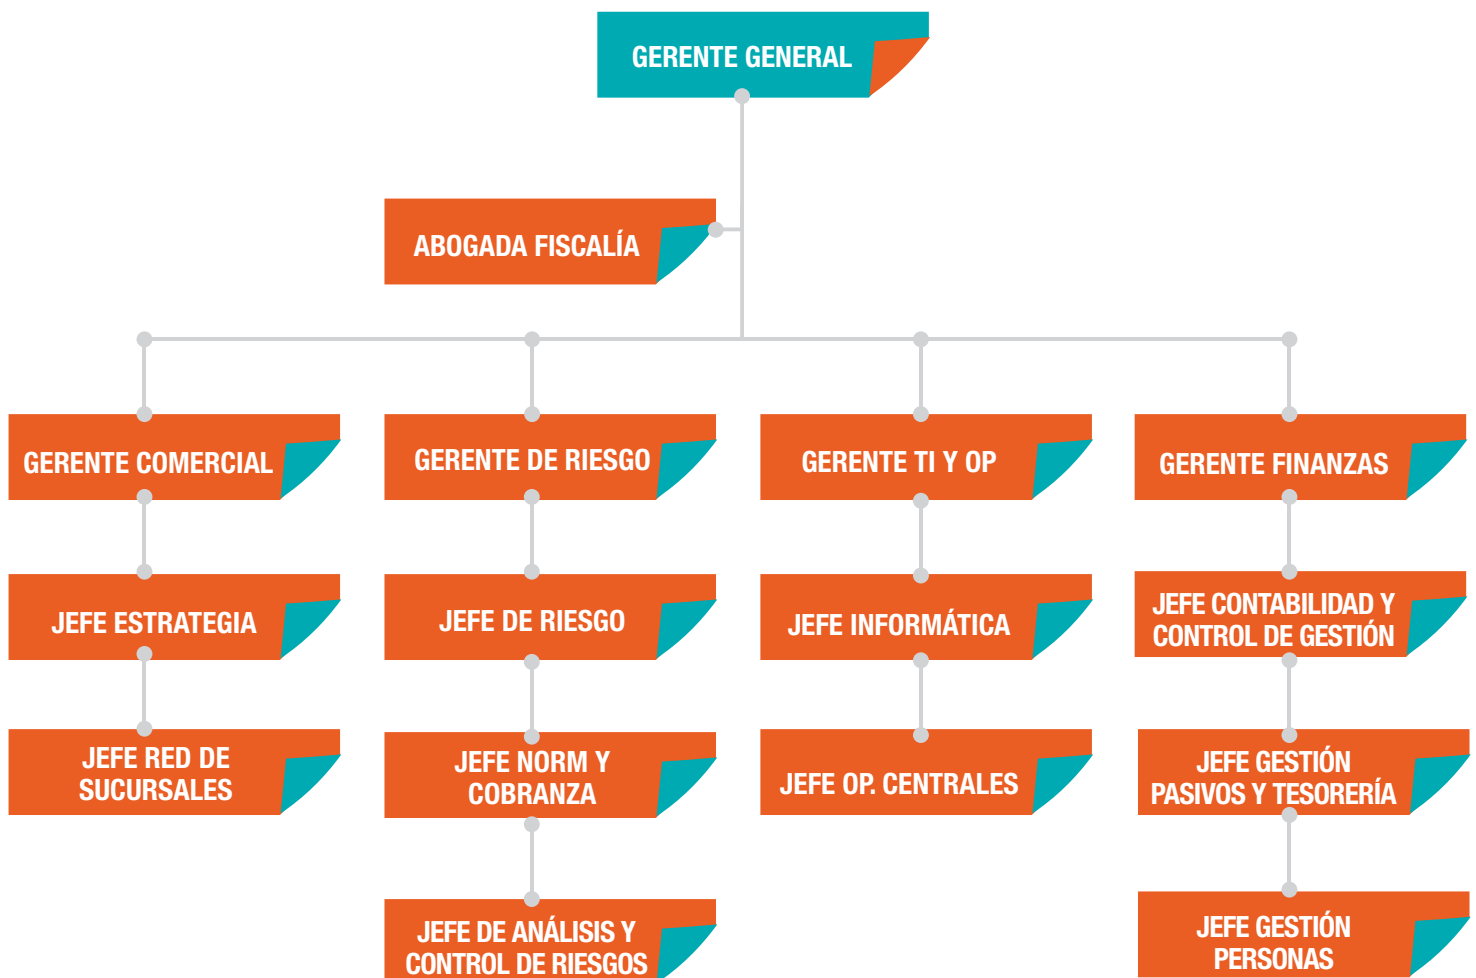 GERENTE GENERAL
ABOGADA FISCALÍA
GERENTE COMERCIAL
GERENTE DE RIESGO
GERENTE TI Y OP
GERENTE FINANZAS
JEFE ESTRATEGIA
JEFE DE RIESGO
JEFE INFORMÁTICA
JEFE CONTABILIDAD Y
CONTROL DE GESTIÓN
JEFE RED DE
SUCURSALES
JEFE NORM Y
COBRANZA
JEFE OP. CENTRALES
JEFE GESTIÓN
PASIVOS Y TESORERÍA
JEFE DE ANÁLISIS Y
CONTROL DE RIESGOS
JEFE GESTIÓN
PERSONAS